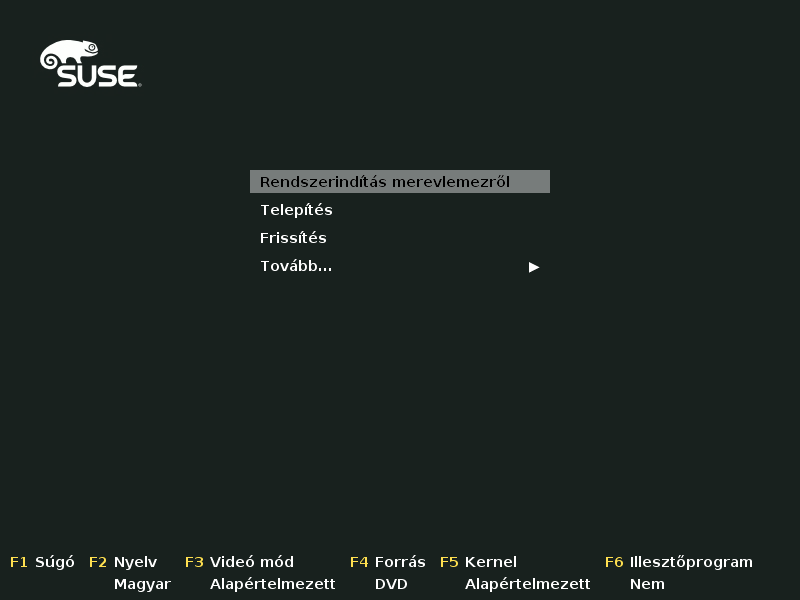 SUSE
Rendszerindítás merevlemezről
Telepítés
Frissítés
Tovább...
F1 Súgó F2 Nyelv F3 Videó mód F4 Forrás F5 Kernel F6 Illesztőprogram
Magyar Alapértelmezett DVD Alapértelmezett Nem